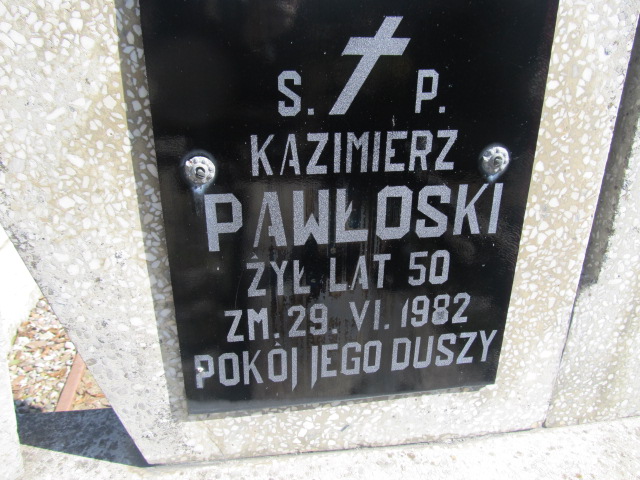 S. P.
KAZIMIERZ
PAWŁOSKI
ŻYŁ LAT 50
ZM. 29. VI. 1982
POKÓJ JEGO DUSZY